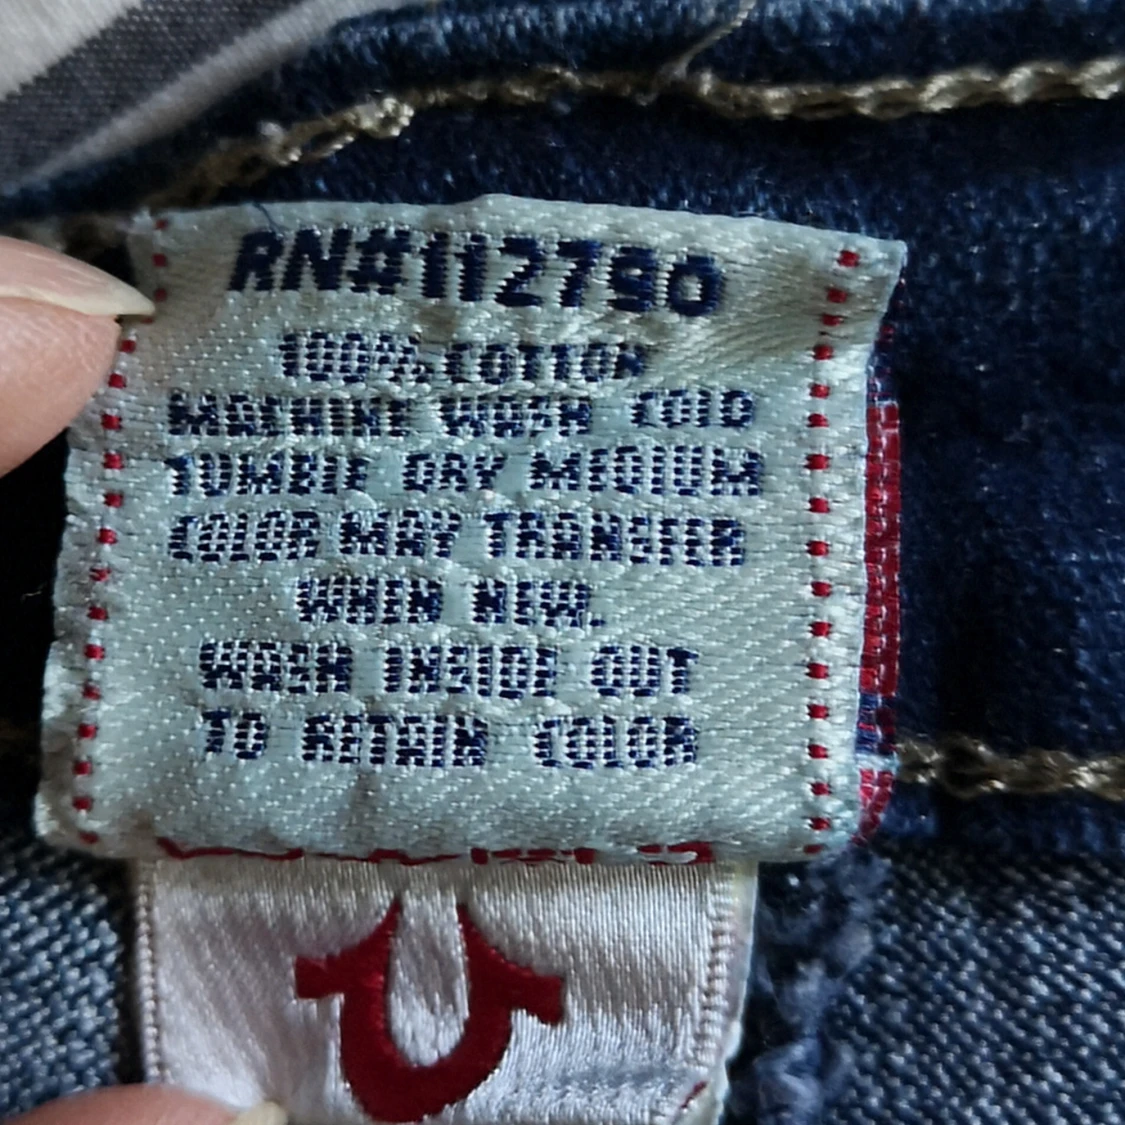 RN#112790
100% COTTON
MACHINE WASH COLD
TUMBLE DRY MEDIUM
COLOR MAY TRANSFER
WHEN NEW.
WASH INSIDE OUT
TO RETAIN COLOR